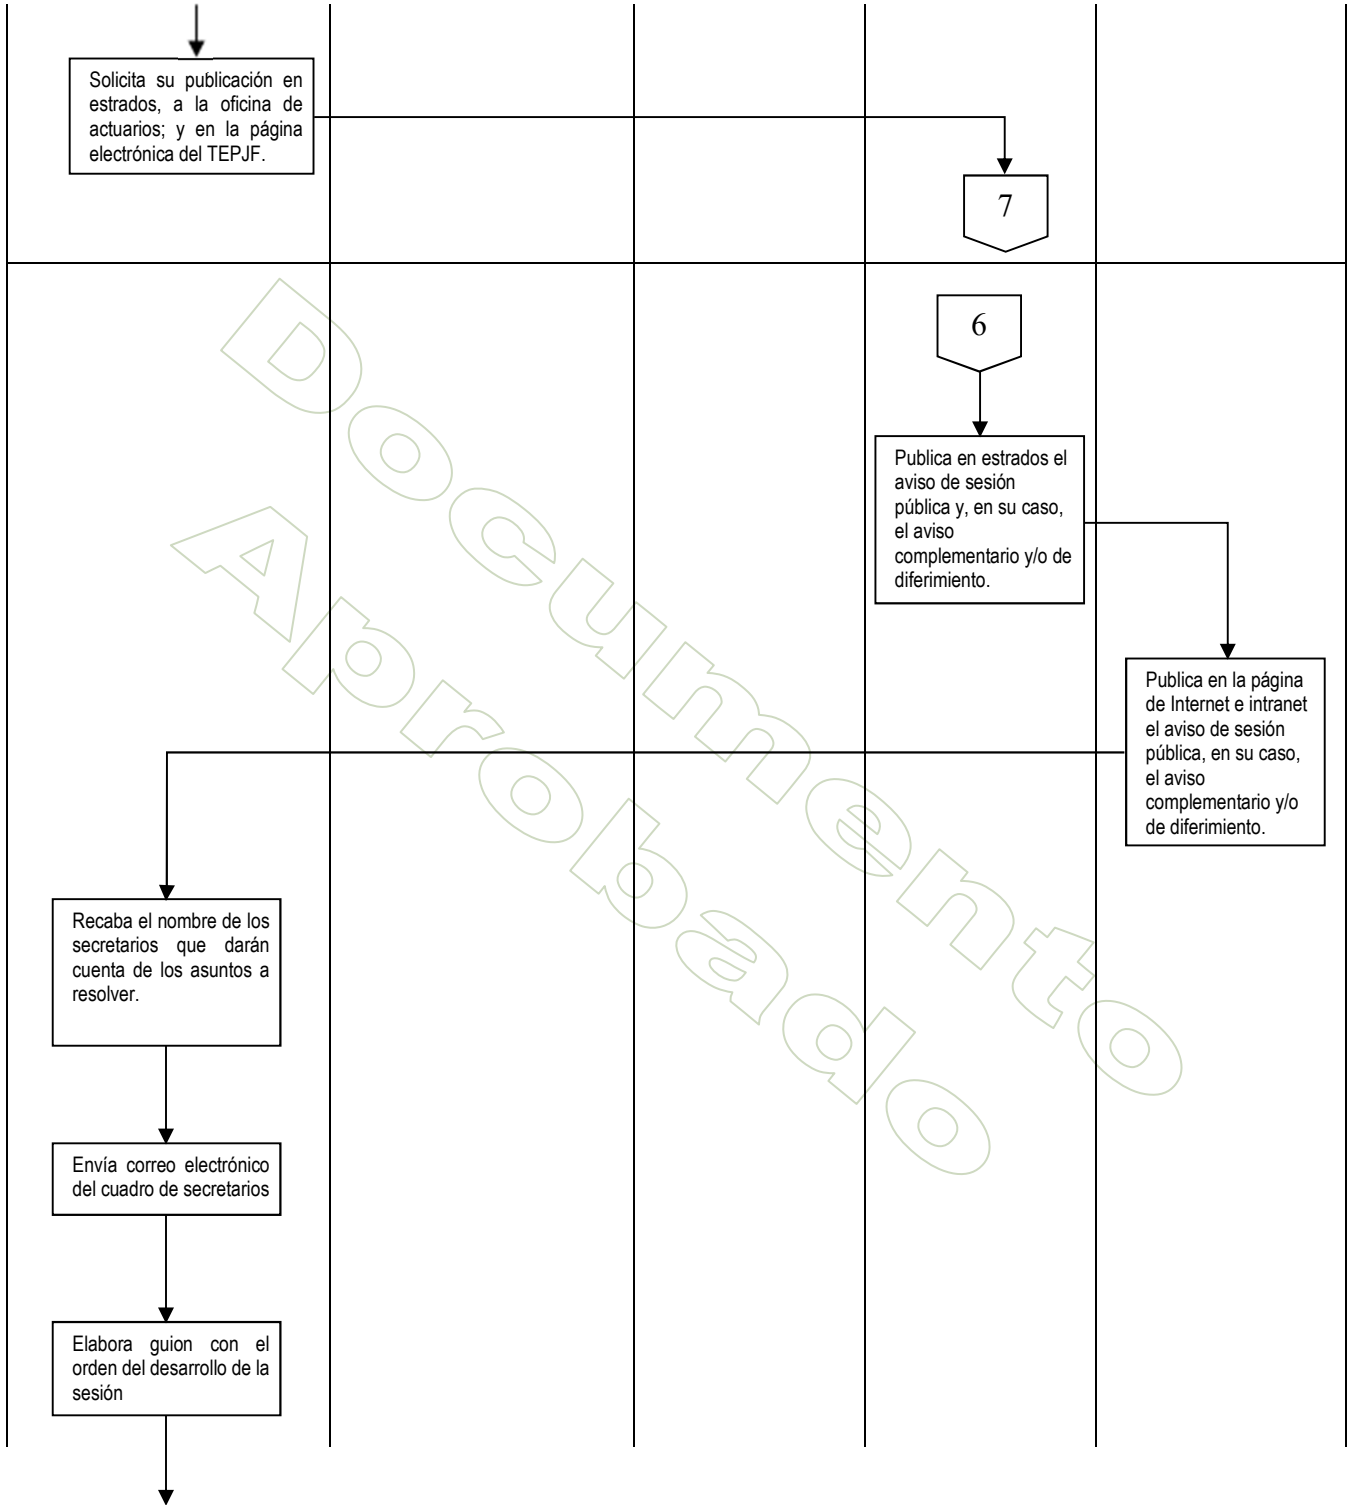 Solicita su publicación en
estrados, a la oficina de
actuarios; y en la página
electrónica del TEPJF.
7
6
Publica en estrados el
aviso de sesión
pública y, en su caso,
el aviso
complementario y/o de
diferimiento.
Publica en la página
de Internet e intranet
el aviso de sesión
pública, en su caso,
el aviso
complementario y/o
de diferimiento.
Recaba el nombre de los
secretarios que darán
cuenta de los asuntos a
resolver.
Envía correo electrónico
del cuadro de secretarios
Elabora guion con el
orden del desarrollo de la
sesión
Documento
Aprobado